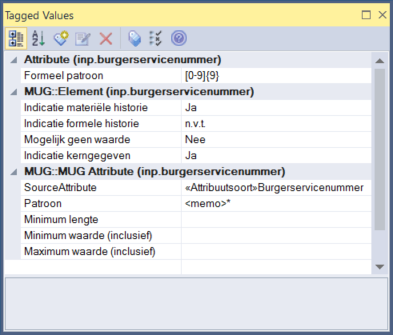 Tagged Values
Attribute (inp.burgerservicenummer)
Formeel patroon [0-9]{9}
MUG::Element (inp.burgerservicenummer)
Indicatie materiële historie Ja
Indicatie formele historie n.v.t.
Mogelijk geen waarde Nee
Indicatie kerngegeven Ja
MUG::MUG Attribute (inp.burgerservicenummer)
SourceAttribute «Attribuutsoort»Burgerservicenummer
Patroon <memo>*
Minimum lengte
Minimum waarde (inclusief)
Maximum waarde (inclusief)